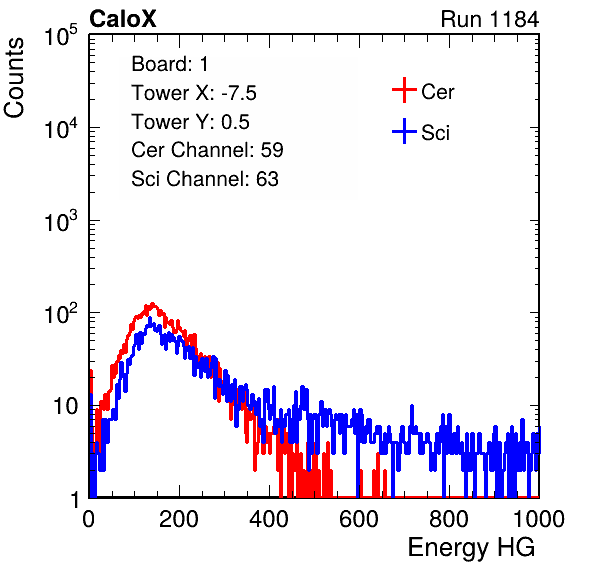 CaloX Run 1184
Counts
10^5
10^4
10^3
10^2
10
1
Board: 1
Tower X: -7.5
Tower Y: 0.5
Cer Channel: 59
Sci Channel: 63
Cer
Sci
0 200 400 600 800 1000
Energy HG